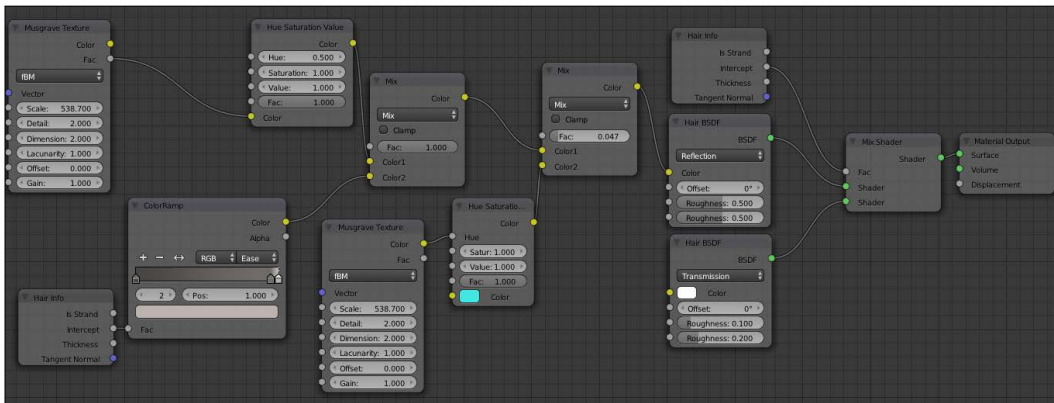 Musgrave Texture
Color
Fac
fBM
Vector
Scale: 538.700
Detail: 2.000
Dimension: 2.000
Lacunarity: 1.000
Offset: 0.000
Gain: 1.000
Hue Saturation Value
Color
Hue: 0.500
Saturation: 1.000
Value: 1.000
Fac: 1.000
Color
Mix
Color
Mix
Clamp
Fac: 1.000
Color1
Color2
Mix
Color
Mix
Clamp
Fac: 0.047
Color1
Color2
Hair Info
Is Strand
Intercept
Thickness
Tangent Normal
Hair BSDF
BSDF
Reflection
Color
Offset: 0°
Roughness: 0.500
Roughness: 0.500
Mix Shader
Shader
Fac
Shader
Shader
Material Output
Surface
Volume
Displacement
ColorRamp
Color
Alpha
+ − ↔ RGB Ease
2 Pos: 1.000
Fac
Hair Info
Is Strand
Intercept
Thickness
Tangent Normal
Musgrave Texture
Color
Fac
fBM
Vector
Scale: 538.700
Detail: 2.000
Dimension: 2.000
Lacunarity: 1.000
Offset: 0.000
Gain: 1.000
Hue Saturatio...
Color
Hue
Satur: 1.000
Value: 1.000
Fac: 1.000
Color
Hair BSDF
BSDF
Transmission
Color
Offset: 0°
Roughness: 0.100
Roughness: 0.200